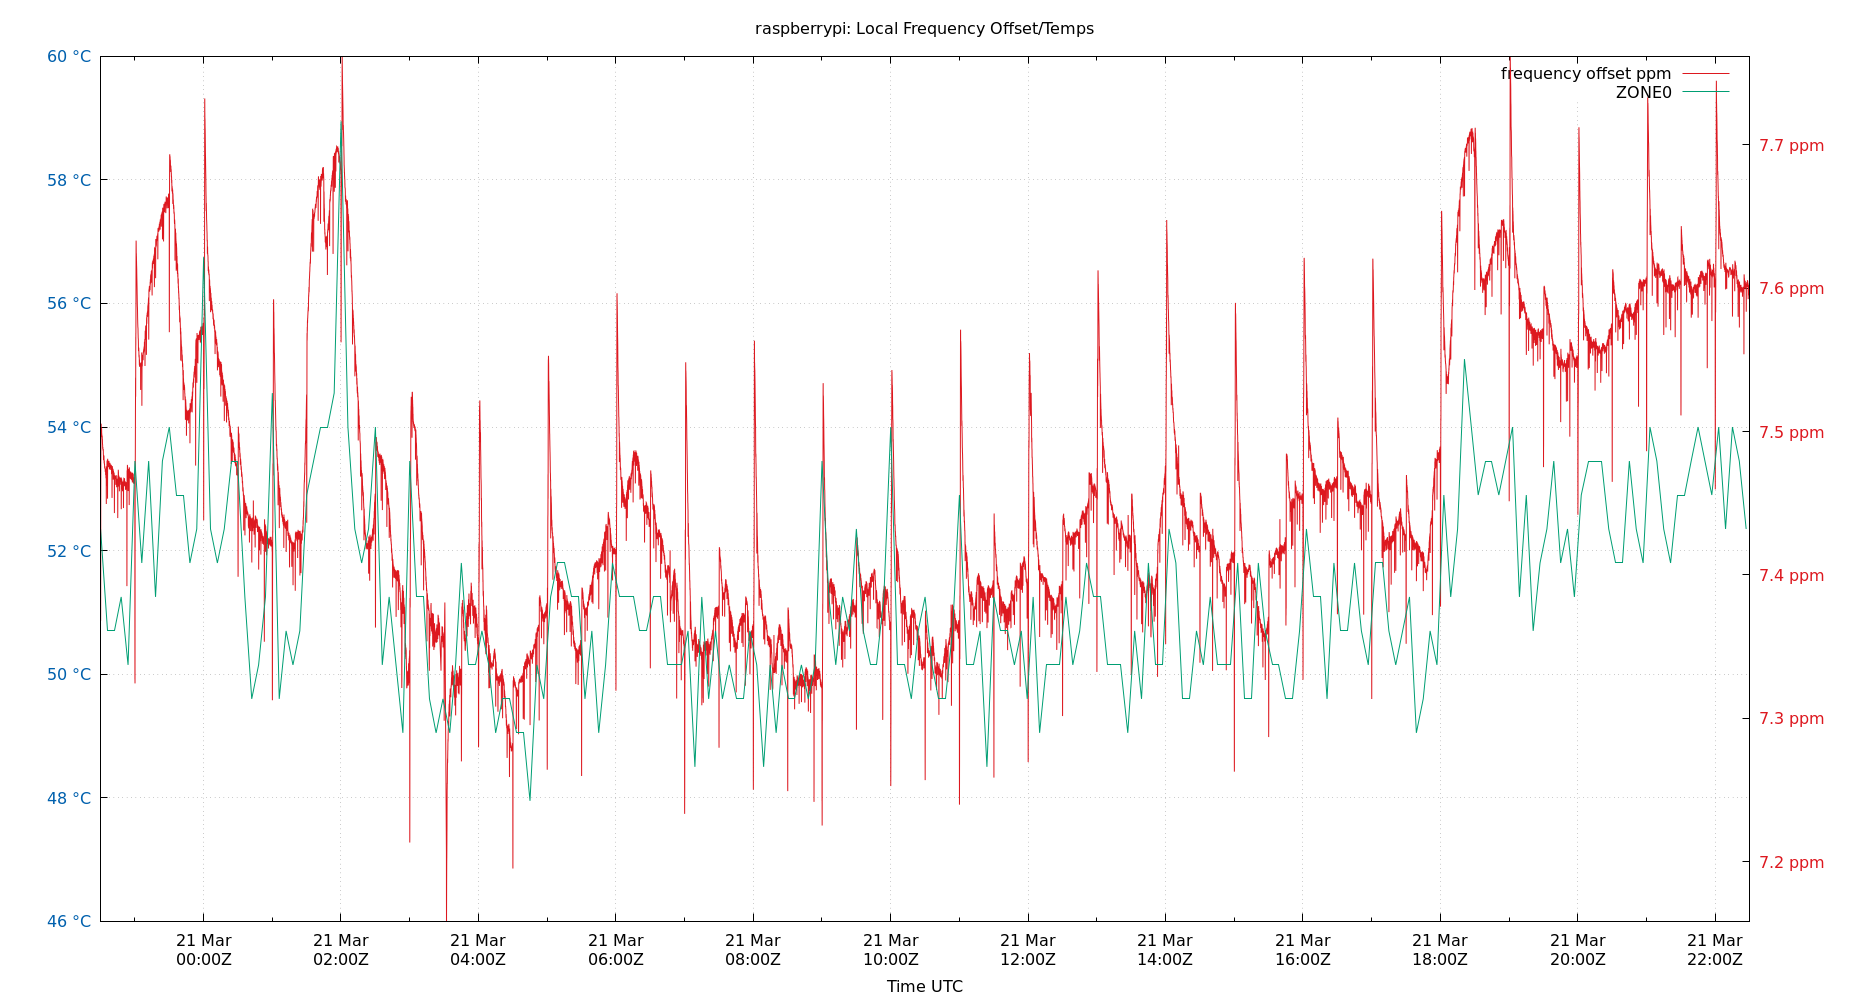 raspberrypi: Local Frequency Offset/Temps
60 °C
58 °C
56 °C
54 °C
52 °C
50 °C
48 °C
46 °C
frequency offset ppm
ZONE0
7.7 ppm
7.6 ppm
7.5 ppm
7.4 ppm
7.3 ppm
7.2 ppm
21 Mar 21 Mar 21 Mar 21 Mar 21 Mar 21 Mar 21 Mar 21 Mar 21 Mar 21 Mar 21 Mar 21 Mar
00:00Z 02:00Z 04:00Z 06:00Z 08:00Z 10:00Z 12:00Z 14:00Z 16:00Z 18:00Z 20:00Z 22:00Z
Time UTC